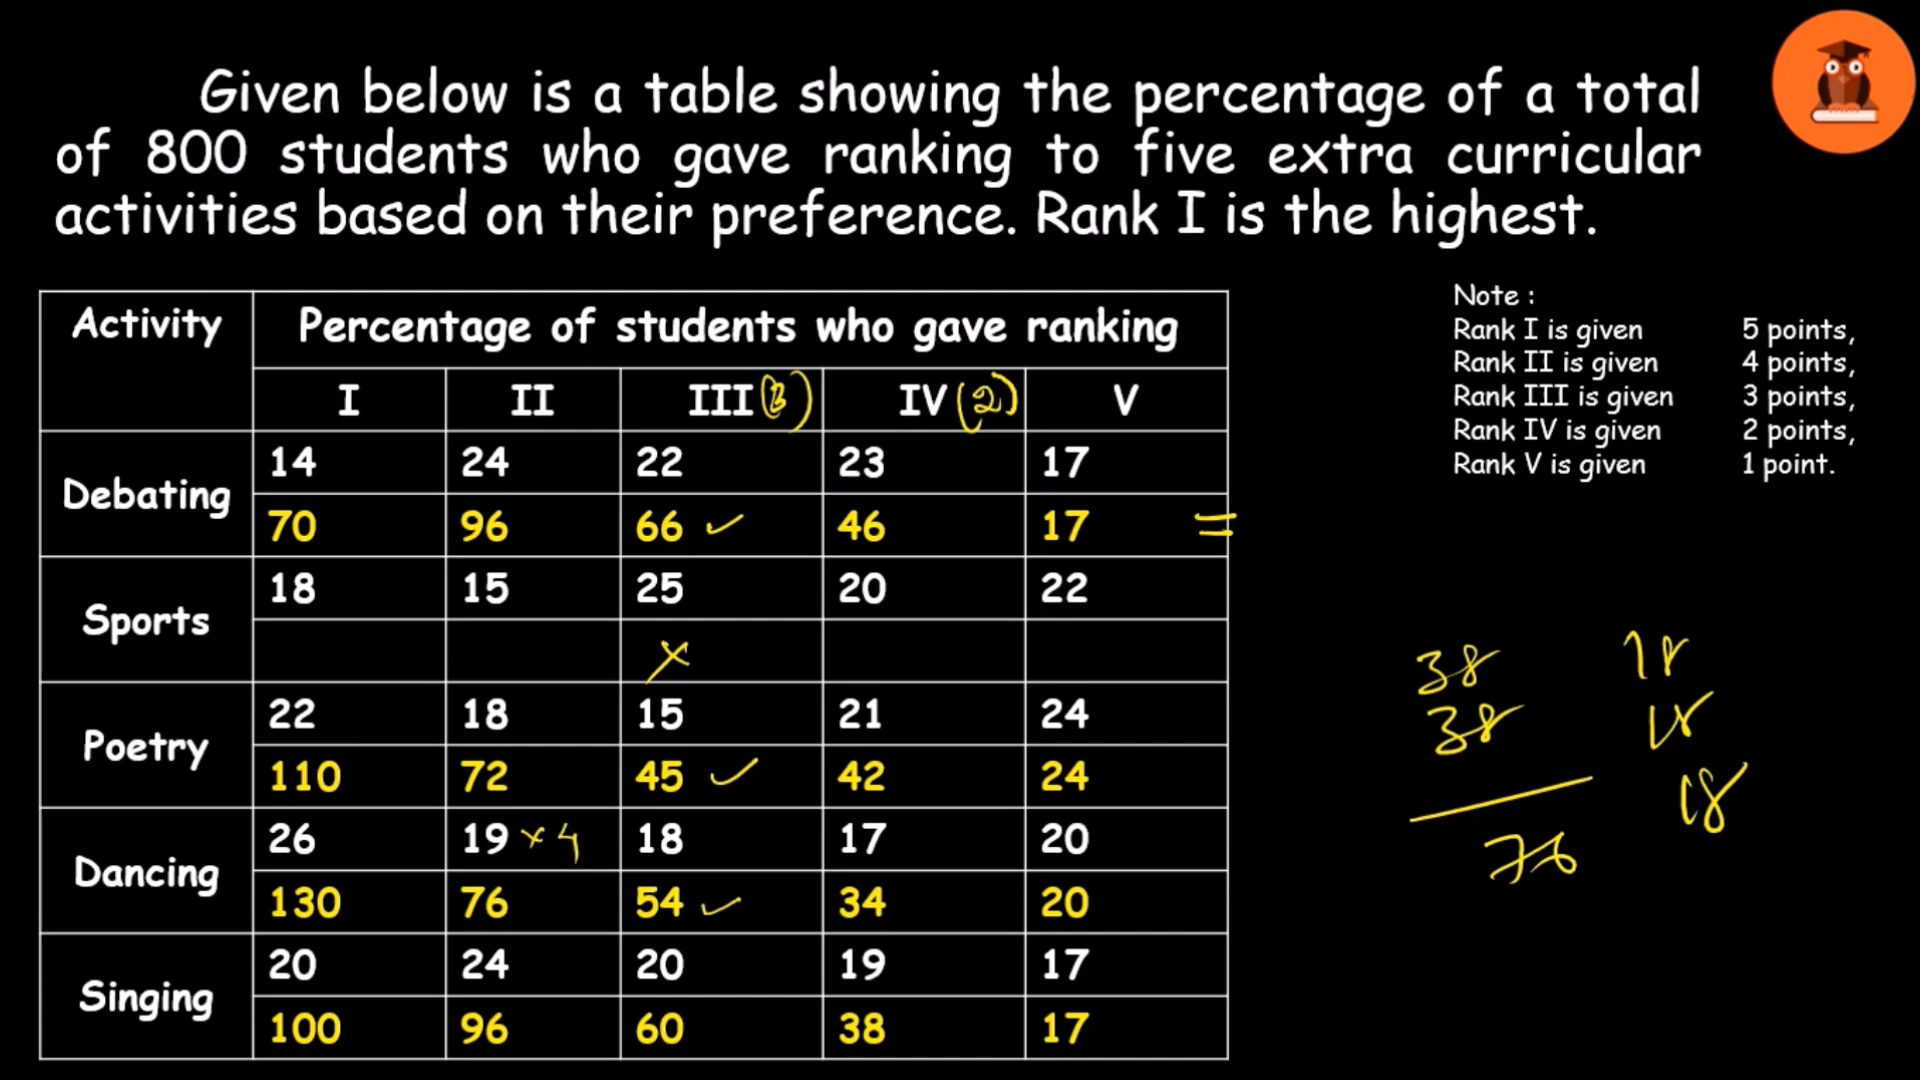 Given below is a table showing the percentage of a total
of 800 students who gave ranking to five extra curricular
activities based on their preference. Rank I is the highest.
Note :
Rank I is given 5 points,
Rank II is given 4 points,
Rank III is given 3 points,
Rank IV is given 2 points,
Rank V is given 1 point.
Activity Percentage of students who gave ranking
I II III (3) IV (2) V
Debating
14 24 22 23 17
70 96 66 ✓ 46 17 =
Sports
18 15 25 20 22
×
Poetry
22 18 15 21 24
110 72 45 ✓ 42 24
Dancing
26 19 × 4 18 17 20
130 76 54 ✓ 34 20
Singing
20 24 20 19 17
100 96 60 38 17
38 18
38 18
18
76